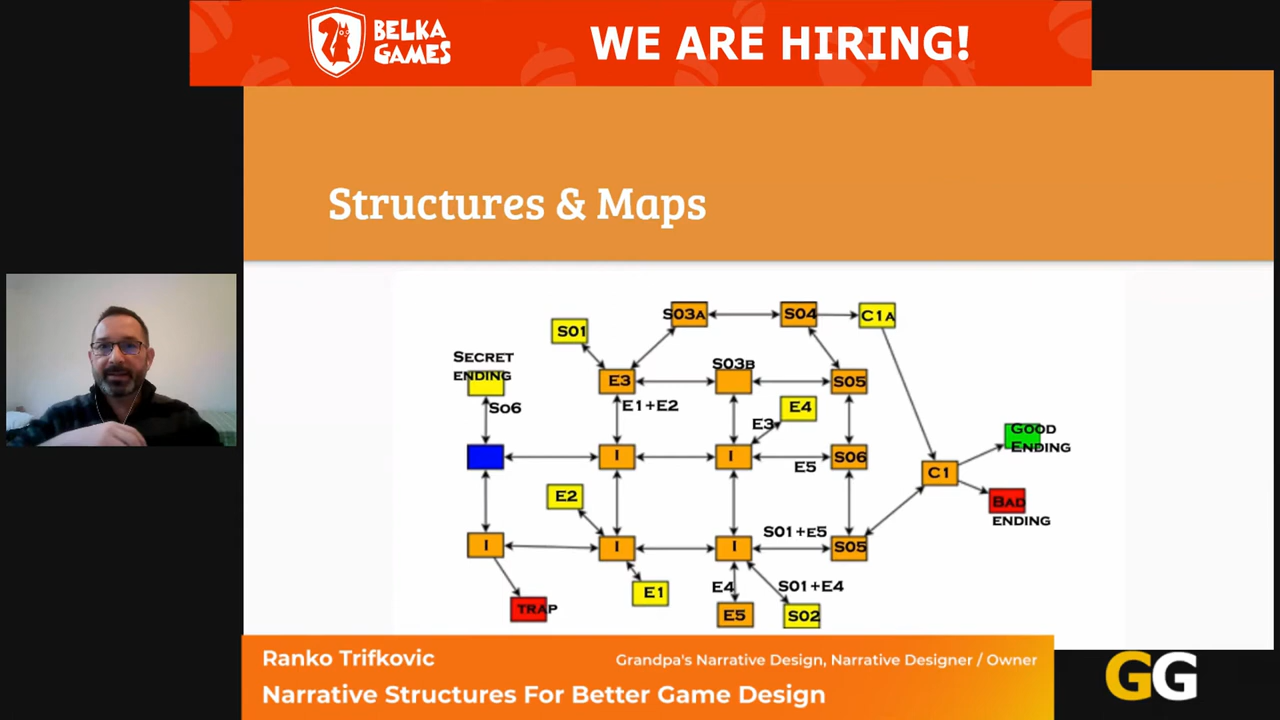 BELKA
GAMES
WE ARE HIRING!
Structures & Maps
S03A
S04
C1A
S01
SECRET
ENDING
S03B
E3
S05
So6
E1+E2
E4
E3
I
I
S06
E5
GOOD
ENDING
C1
E2
BAD
ENDING
S01+E5
I
I
I
S05
E4
S01+E4
E1
TRAP
E5
S02
Ranko Trifkovic
Grandpa's Narrative Design, Narrative Designer / Owner
Narrative Structures For Better Game Design
GG